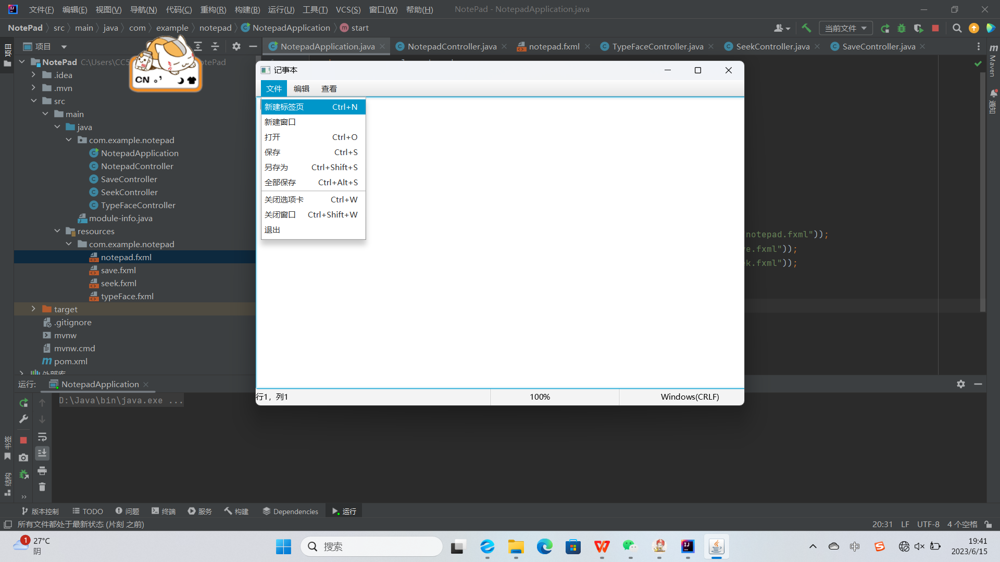 文件(F) 编辑(E) 视图(V) 导航(N) 代码(C) 重构(R) 构建(B) 运行(U) 工具(T) VCS(S) 窗口(W) 帮助(H) NotePad - NotepadApplication.java
NotePad src main java com example notepad NotepadApplication start
当前文件
项目
项目
NotepadApplication.java NotepadController.java notepad.fxml TypeFaceController.java SeekController.java SaveController.java
NotePad C:\Users\CC5 otePad
CN
.idea
.mvn
src
main
java
com.example.notepad
NotepadApplication
NotepadController
SaveController
SeekController
TypeFaceController
module-info.java
resources
com.example.notepad
notepad.fxml
save.fxml
seek.fxml
typeFace.fxml
target
.gitignore
mvnw
mvnw.cmd
pom.xml
外部库
记事本
文件 编辑 查看
新建标签页 Ctrl+N
新建窗口
打开 Ctrl+O
保存 Ctrl+S
另存为 Ctrl+Shift+S
全部保存 Ctrl+Alt+S
关闭选项卡 Ctrl+W
关闭窗口 Ctrl+Shift+W
退出
行1，列1 100% Windows(CRLF)
notepad.fxml"));
e.fxml"));
k.fxml"));
Maven
通知
运行: NotepadApplication
D:\Java\bin\java.exe ...
书签
结构
版本控制 TODO 问题 终端 服务 构建 Dependencies 运行
所有文件都处于最新状态 (片刻 之前) 20:31 LF UTF-8 4 个空格
1
27°C
阴
搜索
中
19:41
2023/6/15